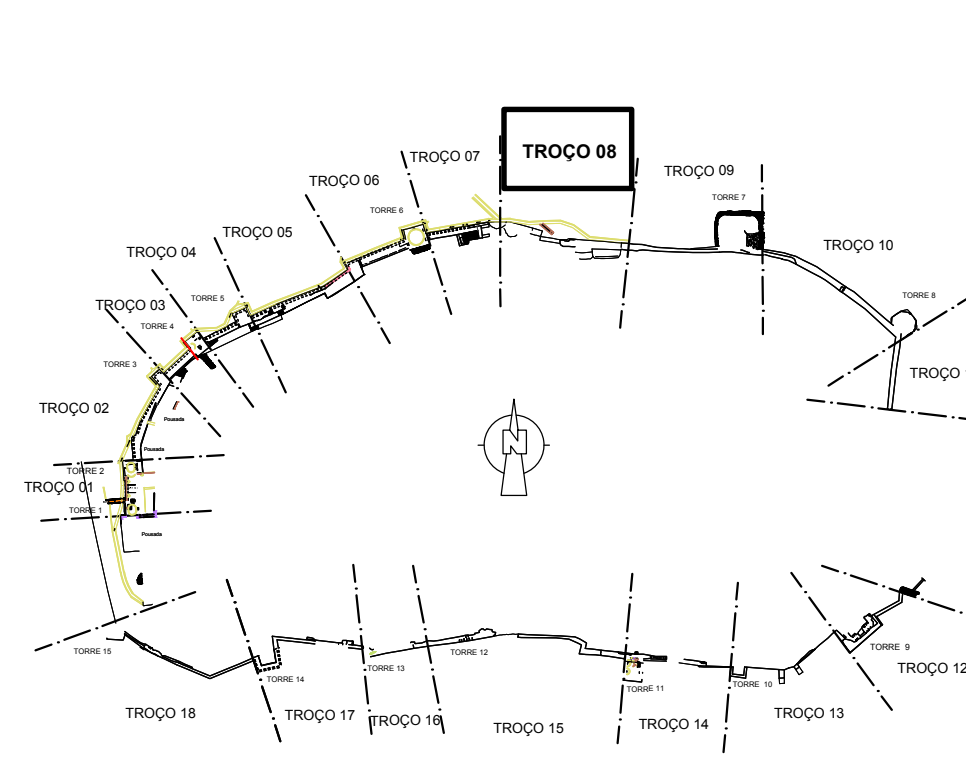 TROÇO 08
TROÇO 07
TROÇO 09
TROÇO 06
TORRE 7
TORRE 6
TROÇO 05
TROÇO 10
TROÇO 04
TORRE 5
TORRE 8
TROÇO 03
TORRE 4
TORRE 3
TROÇO
TROÇO 02
Pousada
Pousada
N
TORRE 2
TROÇO 01
TORRE 1
Pousada
TORRE 15
TORRE 14
TORRE 13
TORRE 12
TORRE 9
TROÇO 12
TORRE 11
TORRE 10
TROÇO 18
TROÇO 17
TROÇO 16
TROÇO 15
TROÇO 14
TROÇO 13